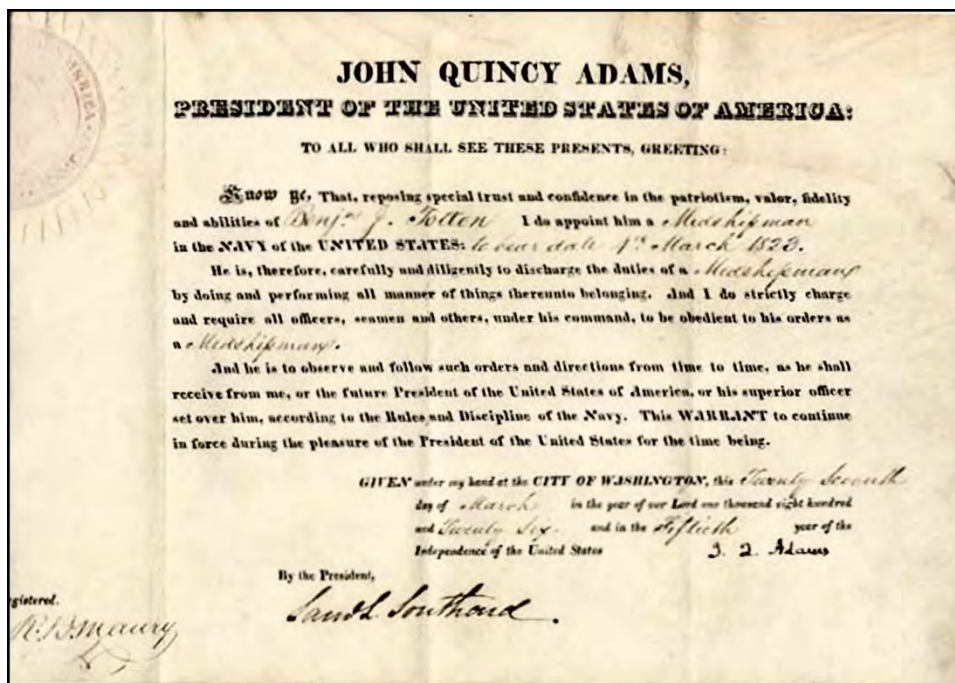 AMERICA
JOHN QUINCY ADAMS,
PRESIDENT OF THE UNITED STATES OF AMERICA:
TO ALL WHO SHALL SEE THESE PRESENTS, GREETING:
Know ye, That, reposing special trust and confidence in the patriotism, valor, fidelity
and abilities of Benjn. J. Totten I do appoint him a Midshipman
in the NAVY of the UNITED STATES: to bear date 1st March 1823.
He is, therefore, carefully and diligently to discharge the duties of a Midshipman
by doing and performing all manner of things thereunto belonging. And I do strictly charge
and require all officers, seamen and others, under his command, to be obedient to his orders as
a Midshipman.
And he is to observe and follow such orders and directions from time to time, as he shall
receive from me, or the future President of the United States of America, or his superior officer
set over him, according to the Rules and Discipline of the Navy. This WARRANT to continue
in force during the pleasure of the President of the United States for the time being.
GIVEN under my hand at the CITY OF WASHINGTON, this Twenty Seventh
day of March in the year of our Lord one thousand eight hundred
and Twenty Six and in the Fiftieth year of the
Independence of the United States J. Q. Adams
By the President,
Saml L. Southard.
gistered.
R. B. Maury